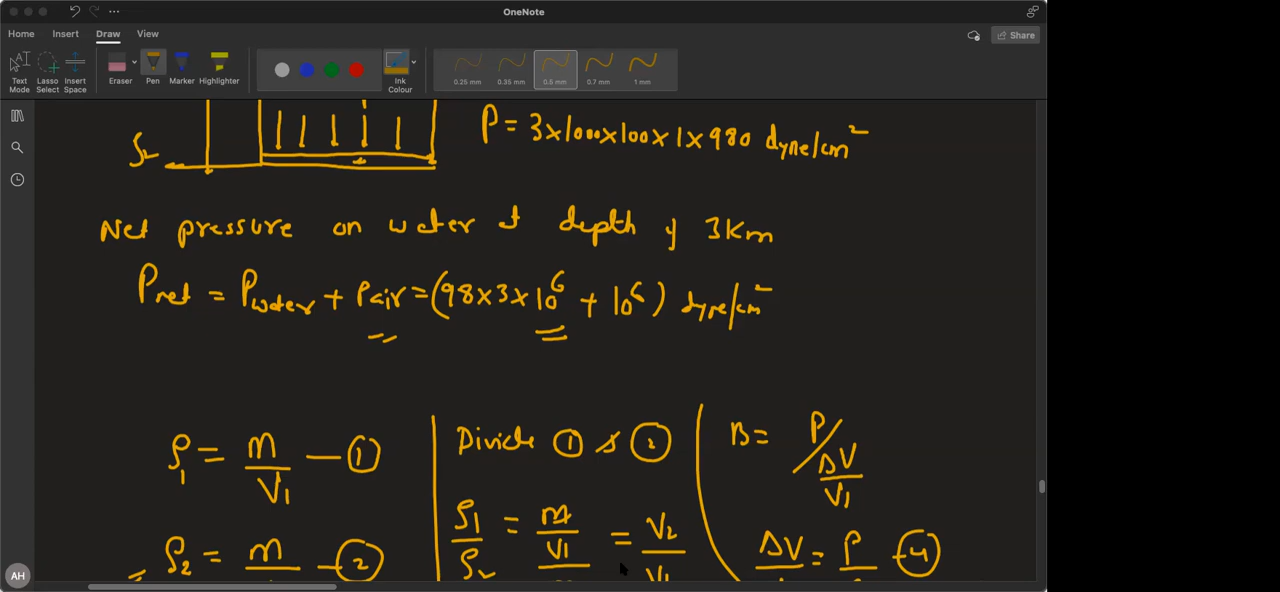 OneNote
Home Insert Draw View
Share
Text Mode
Lasso Select
Insert Space
Eraser
Pen
Marker
Highlighter
Ink Colour
0.25 mm
0.35 mm
0.5 mm
0.7 mm
1 mm
P = 3×1000×100×1×980 dyne/cm²
ρ₂
Net pressure on water at depth of 3Km
Pnet = Pwater + Pair = (98×3×10⁶ + 10⁶) dyne/cm²
ρ₁ = m/V₁ — ①
ρ₂ = m — ②
Divide ① & ②
ρ₁/ρ₂ = m/V₁ = V₂/V₁
B = P/ΔV/V₁
ΔV = P — ④
AH